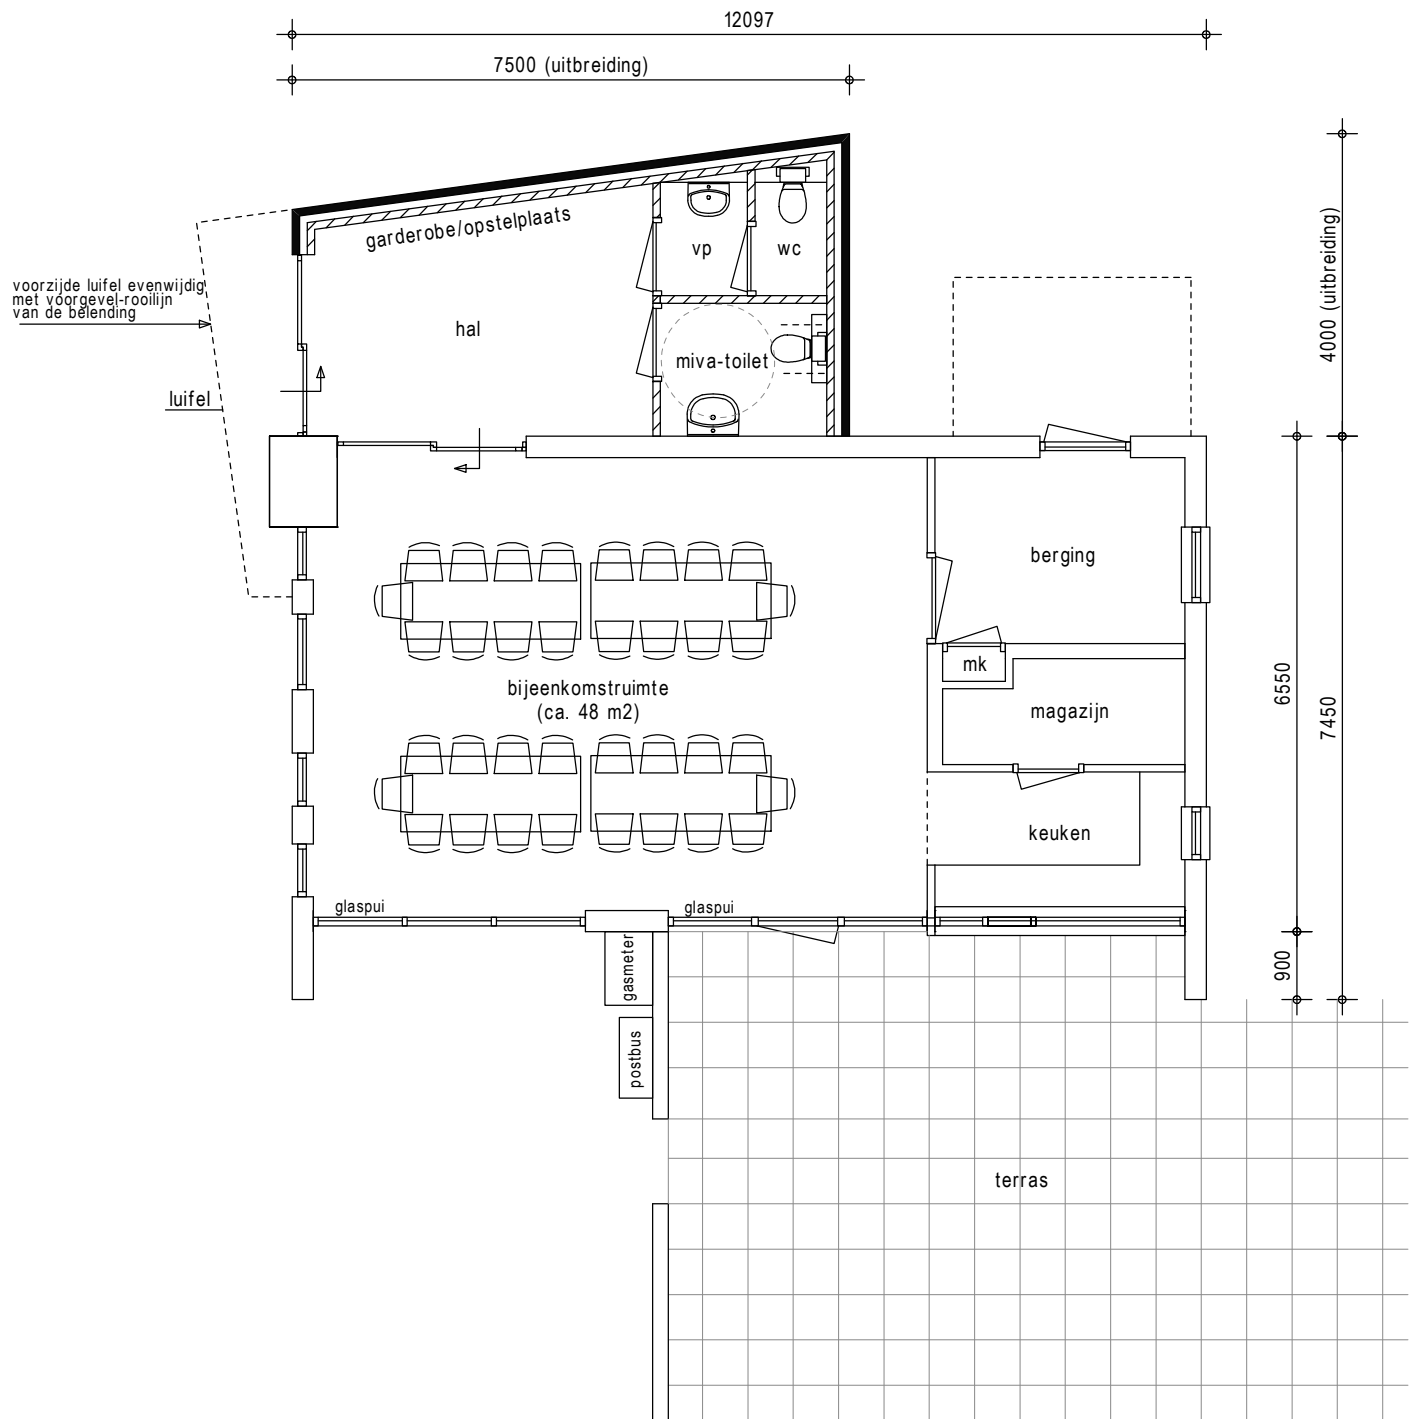 12097
7500 (uitbreiding)
garderobe/opstelplaats
vp
wc
4000 (uitbreiding)
voorzijde luifel evenwijdig
met voorgevel-rooilijn
van de belending
hal
miva-toilet
luifel
berging
mk
bijeenkomstruimte
(ca. 48 m2)
magazijn
6550
7450
keuken
glaspui
glaspui
gasmeter
900
postbus
terras